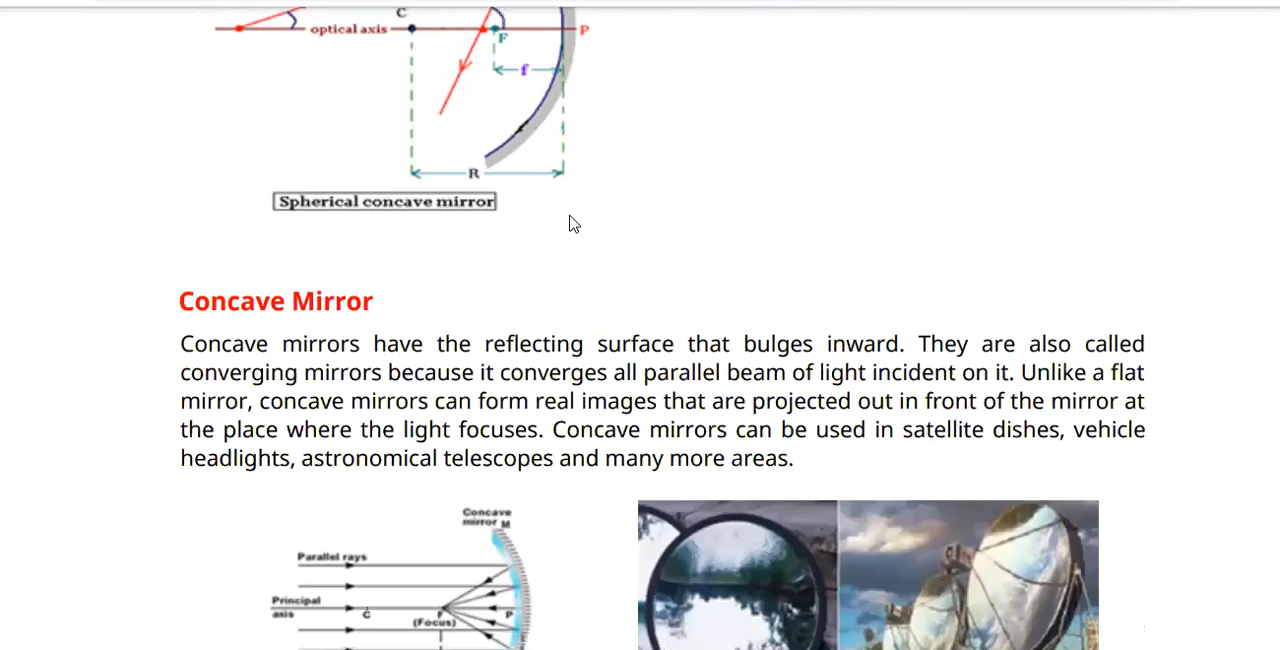 C
optical axis
F
P
f
R
Spherical concave mirror
Concave Mirror
Concave mirrors have the reflecting surface that bulges inward. They are also called
converging mirrors because it converges all parallel beam of light incident on it. Unlike a flat
mirror, concave mirrors can form real images that are projected out in front of the mirror at
the place where the light focuses. Concave mirrors can be used in satellite dishes, vehicle
headlights, astronomical telescopes and many more areas.
Concave
mirror M
Parallel rays
Principal
axis
C
F
P
(Focus)